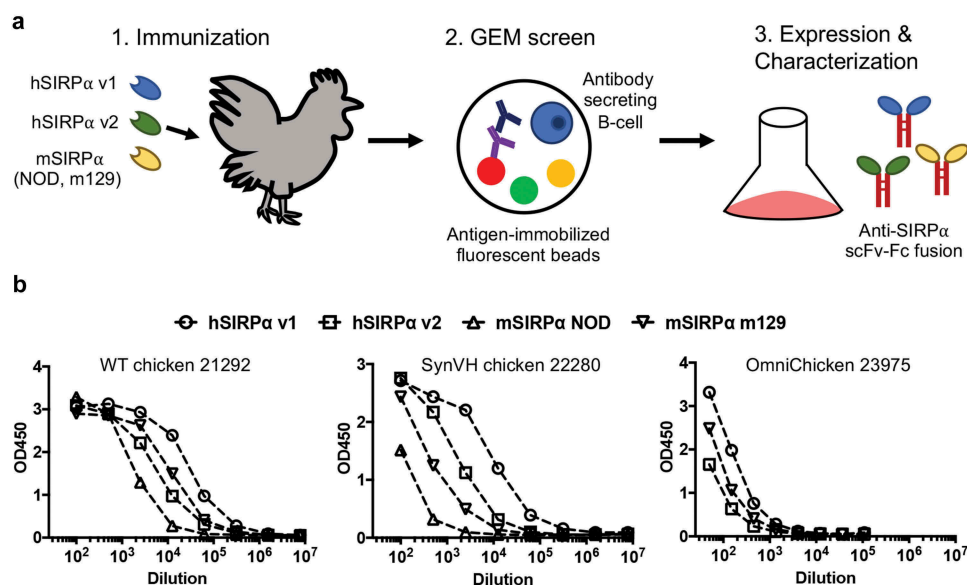 a
1. Immunization
2. GEM screen
3. Expression &
Characterization
hSIRPα v1
hSIRPα v2
mSIRPα
(NOD, m129)
Antibody
secreting
B-cell
Antigen-immobilized
fluorescent beads
Anti-SIRPα
scFv-Fc fusion
b
hSIRPα v1 hSIRPα v2 mSIRPα NOD mSIRPα m129
WT chicken 21292
OD450
4
3
2
1
0
10² 10³ 10⁴ 10⁵ 10⁶ 10⁷
Dilution
SynVH chicken 22280
OD450
3
2
1
0
10² 10³ 10⁴ 10⁵ 10⁶ 10⁷
Dilution
OmniChicken 23975
OD450
4
3
2
1
0
10² 10³ 10⁴ 10⁵ 10⁶ 10⁷
Dilution